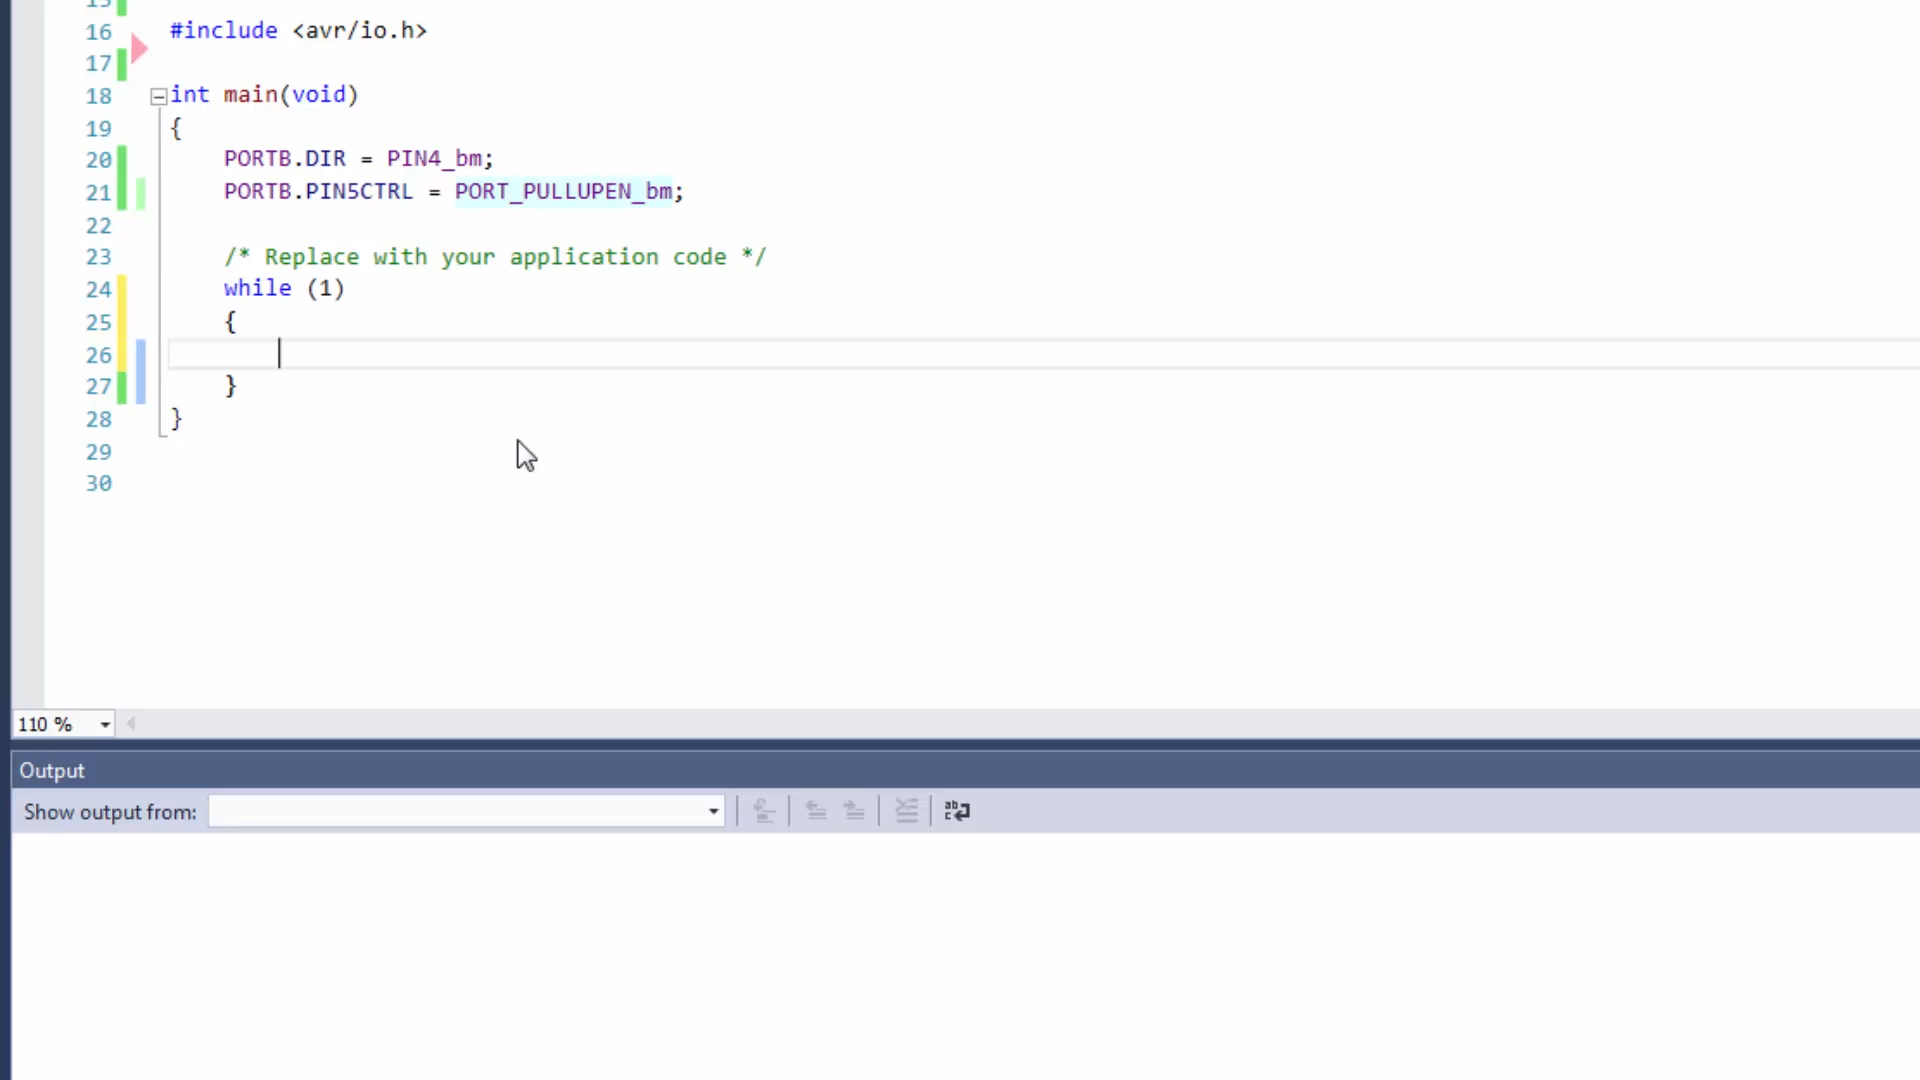 15
16 #include <avr/io.h>
17
18 int main(void)
19 {
20 PORTB.DIR = PIN4_bm;
21 PORTB.PIN5CTRL = PORT_PULLUPEN_bm;
22
23 /* Replace with your application code */
24 while (1)
25 {
26
27 }
28 }
29
30
110 %
Output
Show output from: